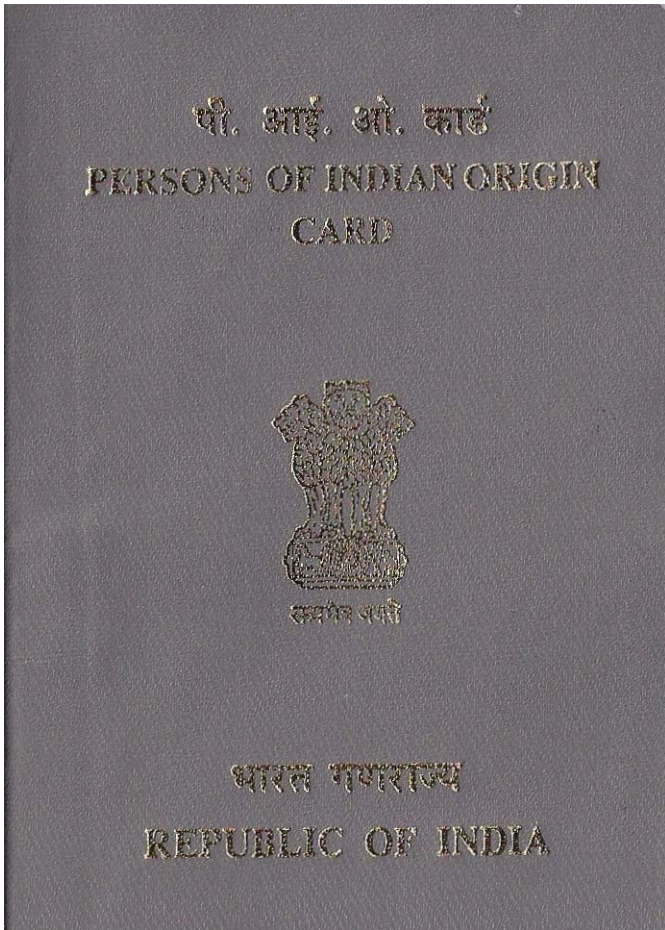 पी. आई. ओ. कार्ड
PERSONS OF INDIAN ORIGIN
CARD
सत्यमेव जयते
भारत गणराज्य
REPUBLIC OF INDIA